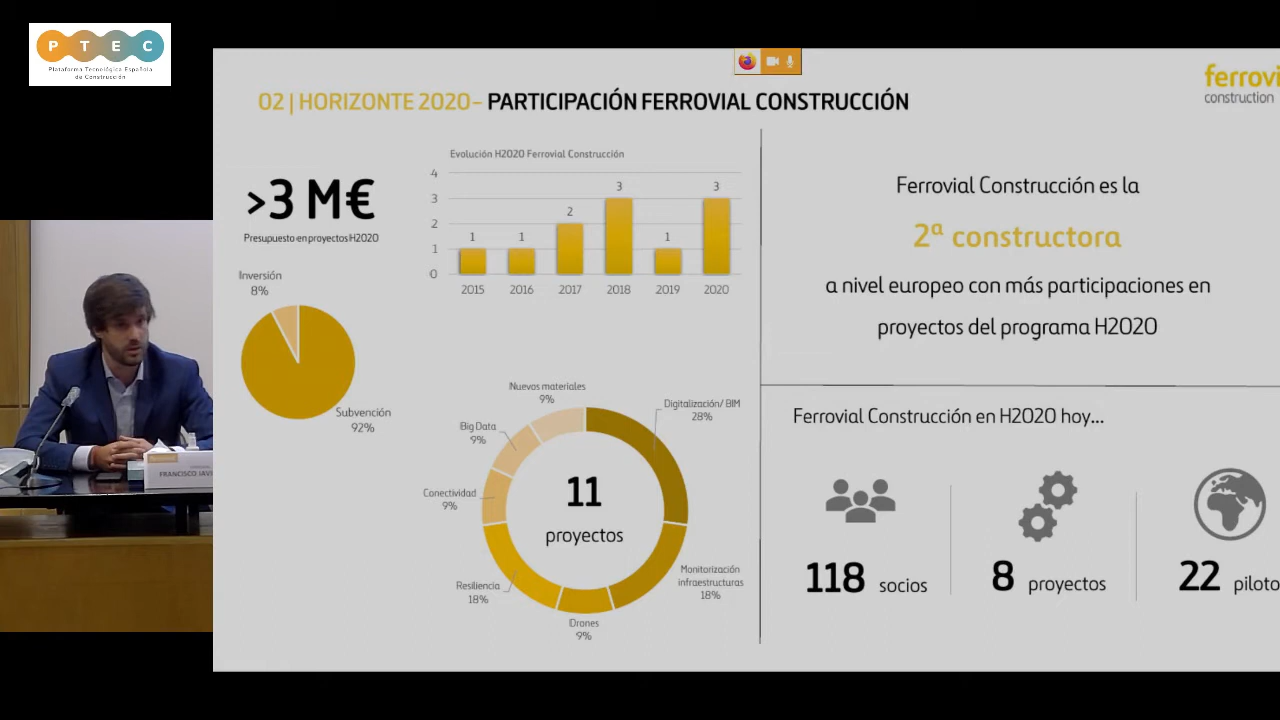 P T E C
Plataforma Tecnológica Española
de Construcción
02 | HORIZONTE 2020– PARTICIPACIÓN FERROVIAL CONSTRUCCIÓN
ferrovi
construction
>3 M€
Presupuesto en proyectos H2020
Inversión
8%
Subvención
92%
Evolución H2020 Ferrovial Construcción
4
3
2
1
0
1
1
2
3
1
3
2015
2016
2017
2018
2019
2020
Nuevos materiales
9%
Digitalización/ BIM
28%
Big Data
9%
Conectividad
9%
11
proyectos
Resiliencia
18%
Monitorización
infraestructuras
18%
Drones
9%
Ferrovial Construcción es la
2ª constructora
a nivel europeo con más participaciones en
proyectos del programa H2020
Ferrovial Construcción en H2020 hoy...
118 socios
8 proyectos
22 piloto
FRANCISCO JAVI